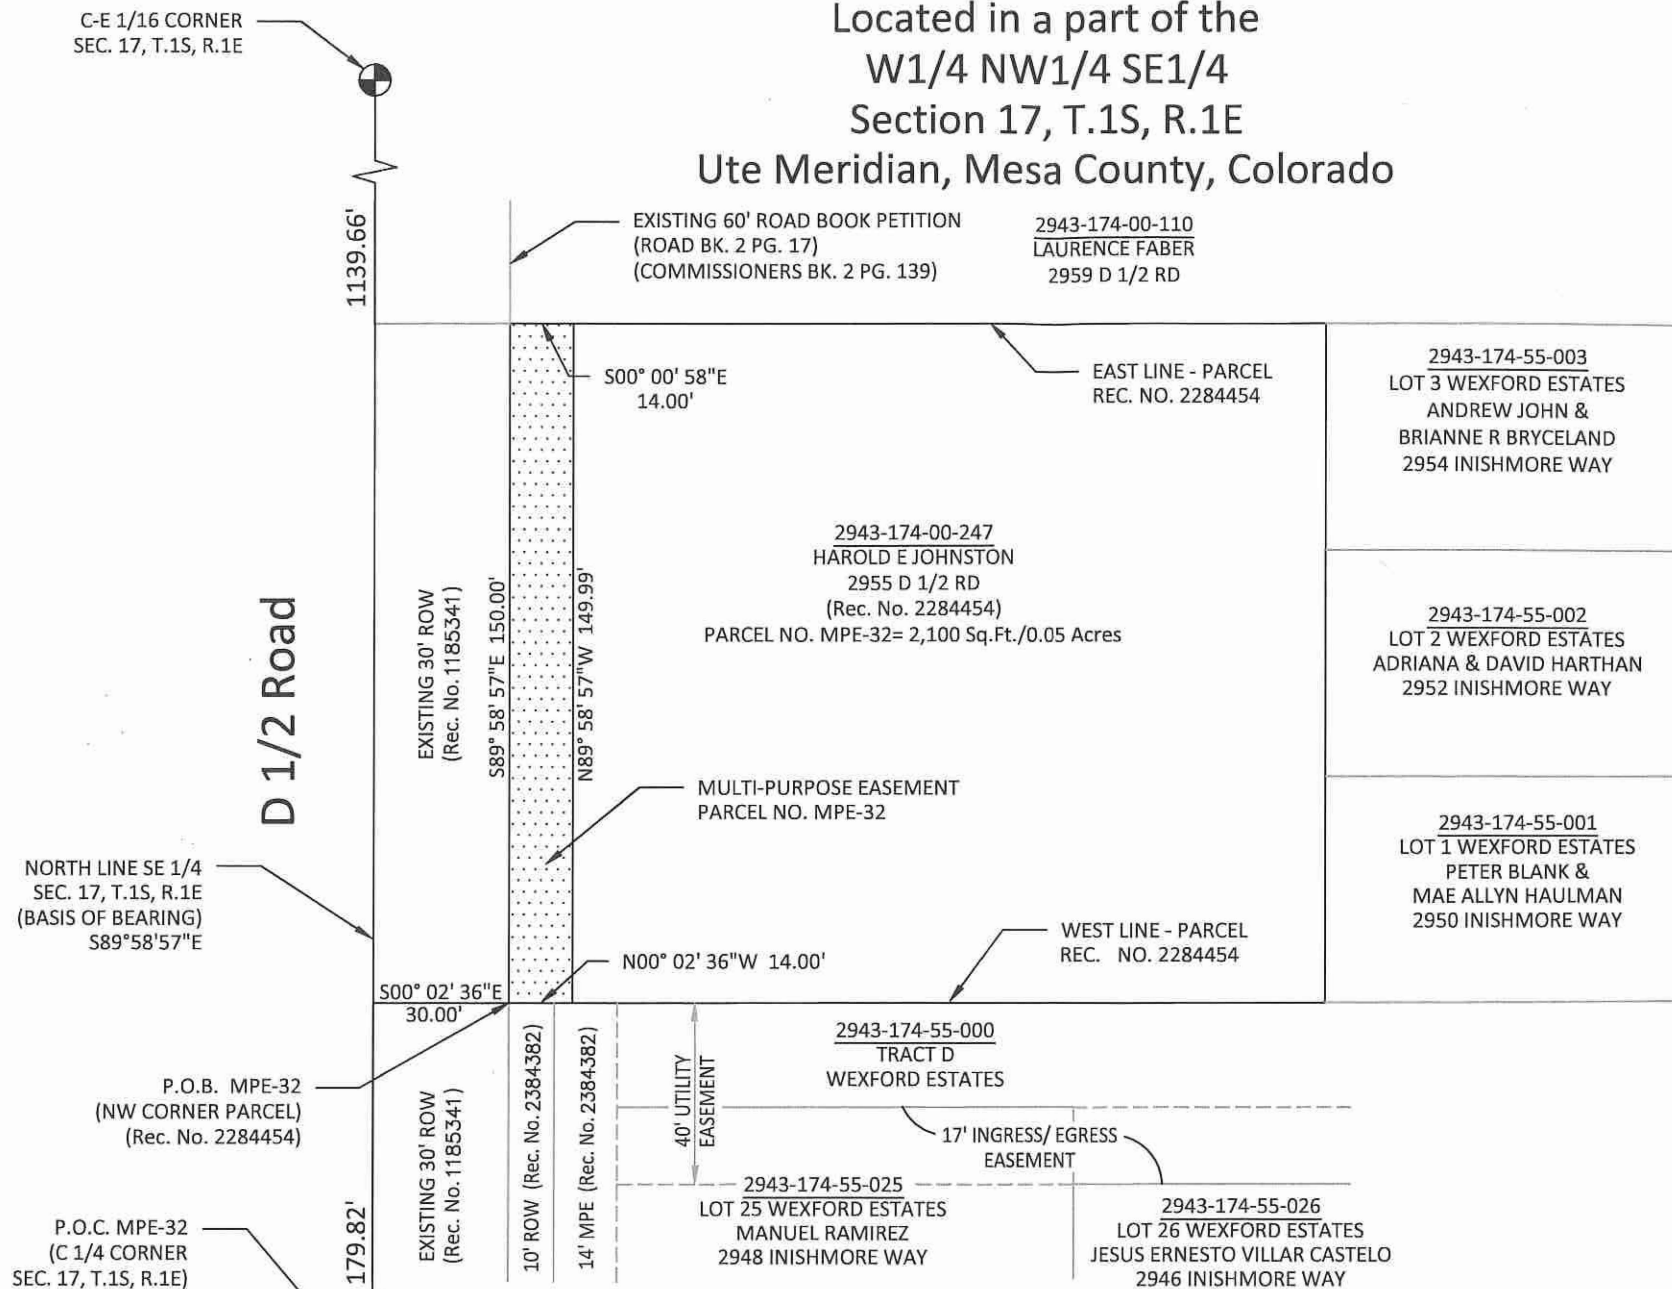 C-E 1/16 CORNER
SEC. 17, T.1S, R.1E
Located in a part of the
W1/4 NW1/4 SE1/4
Section 17, T.1S, R.1E
Ute Meridian, Mesa County, Colorado
1139.66'
EXISTING 60' ROAD BOOK PETITION
(ROAD BK. 2 PG. 17)
(COMMISSIONERS BK. 2 PG. 139)
2943-174-00-110
LAURENCE FABER
2959 D 1/2 RD
S00° 00' 58"E
14.00'
EAST LINE - PARCEL
REC. NO. 2284454
2943-174-55-003
LOT 3 WEXFORD ESTATES
ANDREW JOHN &
BRIANNE R BRYCELAND
2954 INISHMORE WAY
D 1/2 Road
EXISTING 30' ROW
(Rec. No. 1185341)
S89° 58' 57"E 150.00'
N89° 58' 57"W 149.99'
2943-174-00-247
HAROLD E JOHNSTON
2955 D 1/2 RD
(Rec. No. 2284454)
PARCEL NO. MPE-32= 2,100 Sq.Ft./0.05 Acres
2943-174-55-002
LOT 2 WEXFORD ESTATES
ADRIANA & DAVID HARTHAN
2952 INISHMORE WAY
MULTI-PURPOSE EASEMENT
PARCEL NO. MPE-32
2943-174-55-001
LOT 1 WEXFORD ESTATES
PETER BLANK &
MAE ALLYN HAULMAN
2950 INISHMORE WAY
NORTH LINE SE 1/4
SEC. 17, T.1S, R.1E
(BASIS OF BEARING)
S89°58'57"E
WEST LINE - PARCEL
REC. NO. 2284454
N00° 02' 36"W 14.00'
S00° 02' 36"E
30.00'
P.O.B. MPE-32
(NW CORNER PARCEL)
(Rec. No. 2284454)
EXISTING 30' ROW
(Rec. No. 1185341)
10' ROW (Rec. No. 2384382)
14' MPE (Rec. No. 2384382)
40' UTILITY
EASEMENT
2943-174-55-000
TRACT D
WEXFORD ESTATES
17' INGRESS/ EGRESS
EASEMENT
2943-174-55-025
LOT 25 WEXFORD ESTATES
MANUEL RAMIREZ
2948 INISHMORE WAY
2943-174-55-026
LOT 26 WEXFORD ESTATES
JESUS ERNESTO VILLAR CASTELO
2946 INISHMORE WAY
179.82'
P.O.C. MPE-32
(C 1/4 CORNER
SEC. 17, T.1S, R.1E)